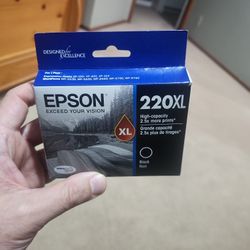 DESIGNED FOR
EXCELLENCE
EPSON
EXCEED YOUR VISION
220XL
High-capacity
2.5x more prints*
Grande capacité
2.5x plus de tirages*
XL
Black
Noir